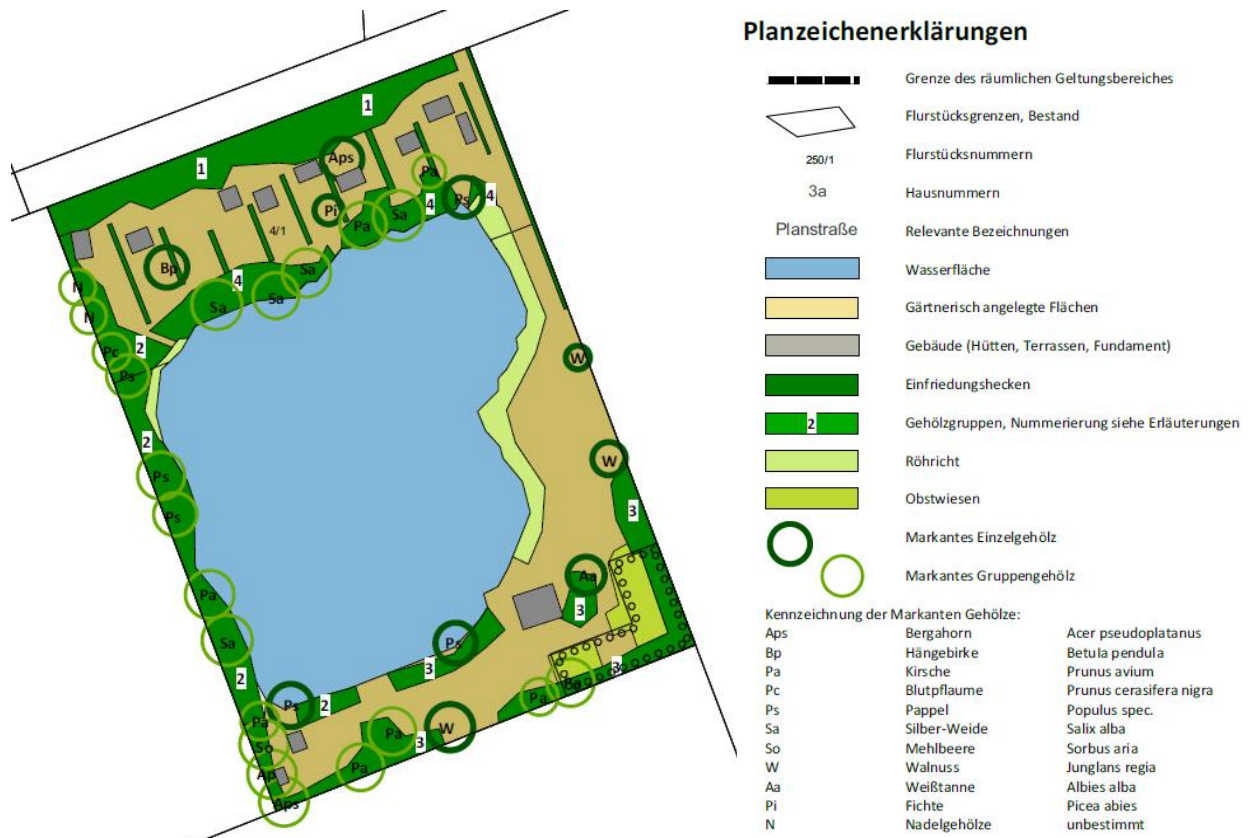 1
1
Aps
Pa
Pi
Sa
4
Ps
4
Pa
4/1
Bp
Sa
4
N
Sa
Sa
N
Pc
2
Ps
W
2
Ps
W
Ps
3
Aa
Pa
3
Sa
Ps
3
3
2
Pa
Ps
2
Pa
So
Pa
W
3
Ap
Pa
Aps
Planzeichenerklärungen
Grenze des räumlichen Geltungsbereiches
Flurstücksgrenzen, Bestand
250/1 Flurstücksnummern
3a Hausnummern
Planstraße Relevante Bezeichnungen
Wasserfläche
Gärtnerisch angelegte Flächen
Gebäude (Hütten, Terrassen, Fundament)
Einfriedungshecken
2 Gehölzgruppen, Nummerierung siehe Erläuterungen
Röhricht
Obstwiesen
Markantes Einzelgehölz
Markantes Gruppengehölz
Kennzeichnung der Markanten Gehölze:
Aps Bergahorn Acer pseudoplatanus
Bp Hängebirke Betula pendula
Pa Kirsche Prunus avium
Pc Blutpflaume Prunus cerasifera nigra
Ps Pappel Populus spec.
Sa Silber-Weide Salix alba
So Mehlbeere Sorbus aria
W Walnuss Junglans regia
Aa Weißtanne Albies alba
Pi Fichte Picea abies
N Nadelgehölze unbestimmt